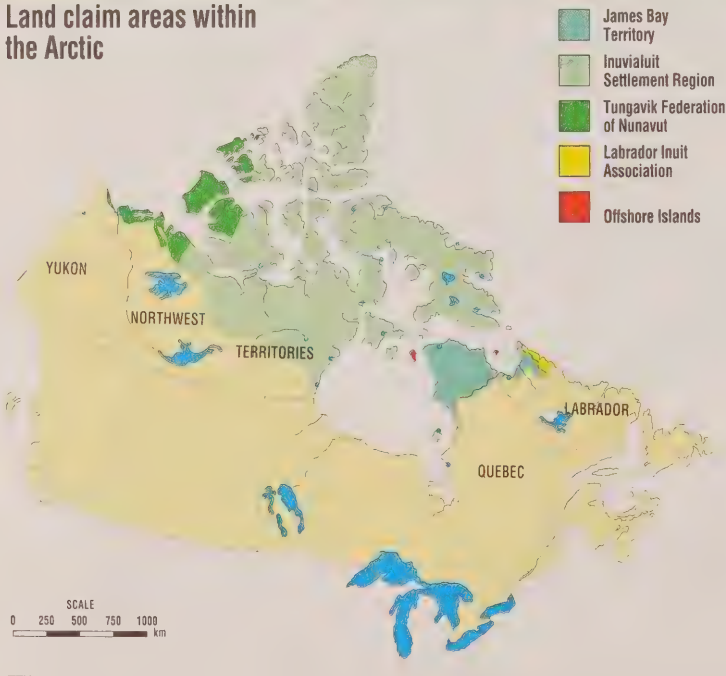 Land claim areas within
the Arctic
James Bay
Territory
Inuvialuit
Settlement Region
Tungavik Federation
of Nunavut
Labrador Inuit
Association
Offshore Islands
YUKON
NORTHWEST
TERRITORIES
LABRADOR
QUEBEC
SCALE
0 250 500 750 1000
km